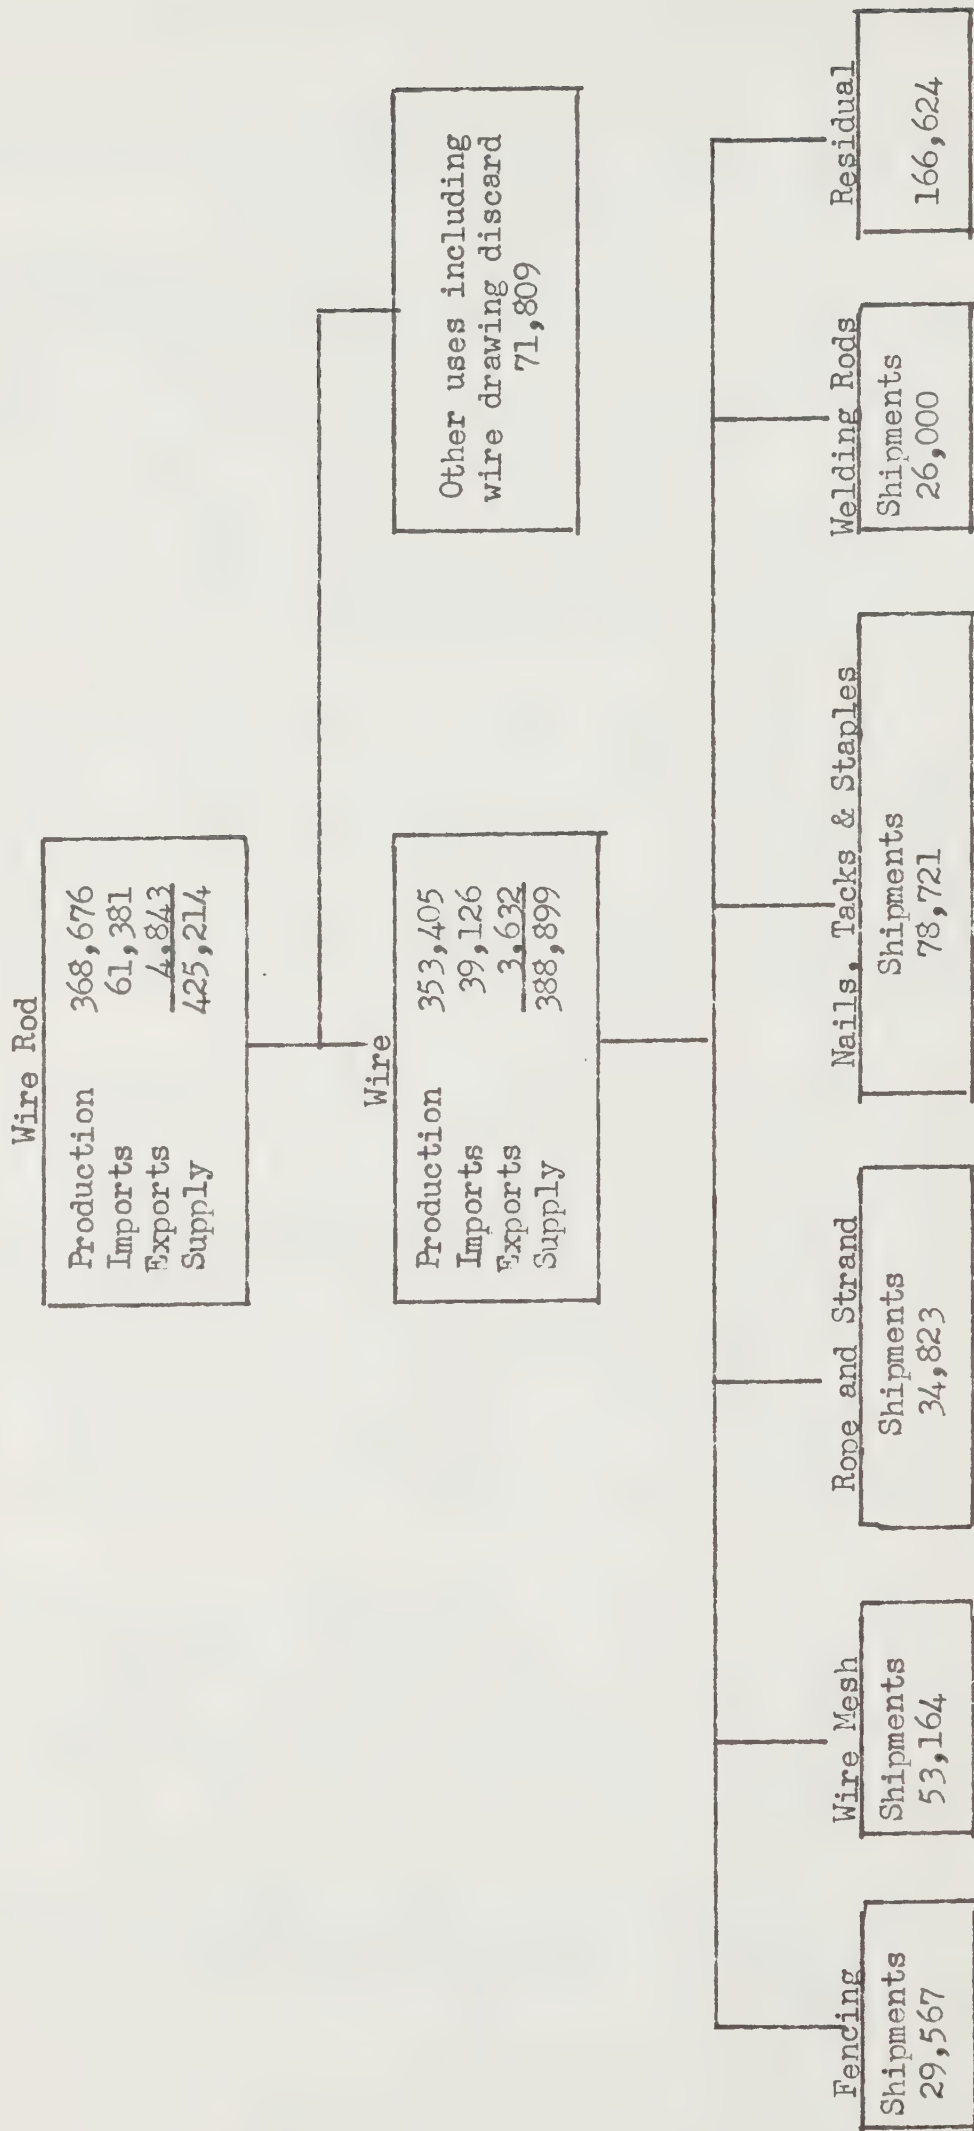 Wire Rod
Production 368,676
Imports 61,381
Exports 4,843
Supply 425,214
Other uses including
wire drawing discard
71,809
Wire
Production 353,405
Imports 39,126
Exports 3,632
Supply 388,899
Fencing
Shipments
29,567
Wire Mesh
Shipments
53,164
Rope and Strand
Shipments
34,823
Nails, Tacks & Staples
Shipments
78,721
Welding Rods
Shipments
26,000
Residual
166,624